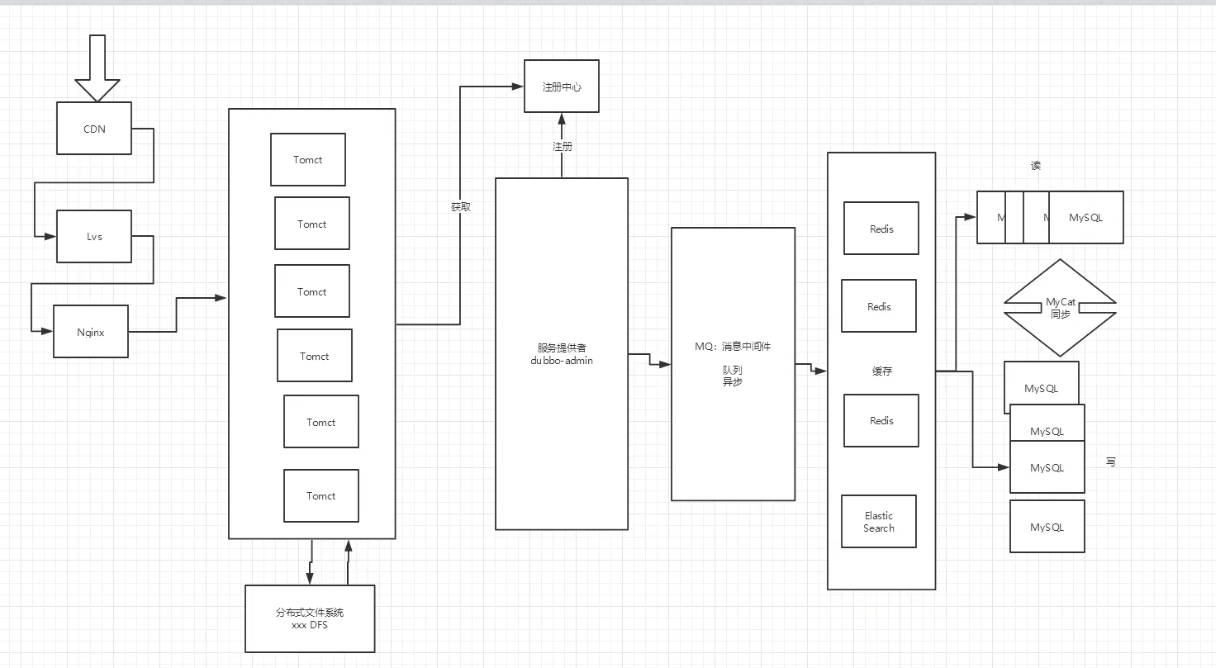 CDN
Lvs
Nginx
Tomct
Tomct
Tomct
Tomct
Tomct
Tomct
分布式文件系统
xxx DFS
获取
注册中心
注册
服务提供者
dubbo-admin
MQ：消息中间件
队列
异步
Redis
Redis
缓存
Redis
Elastic
Search
读
M
MySQL
MyCat
同步
MySQL
MySQL
MySQL
写
MySQL